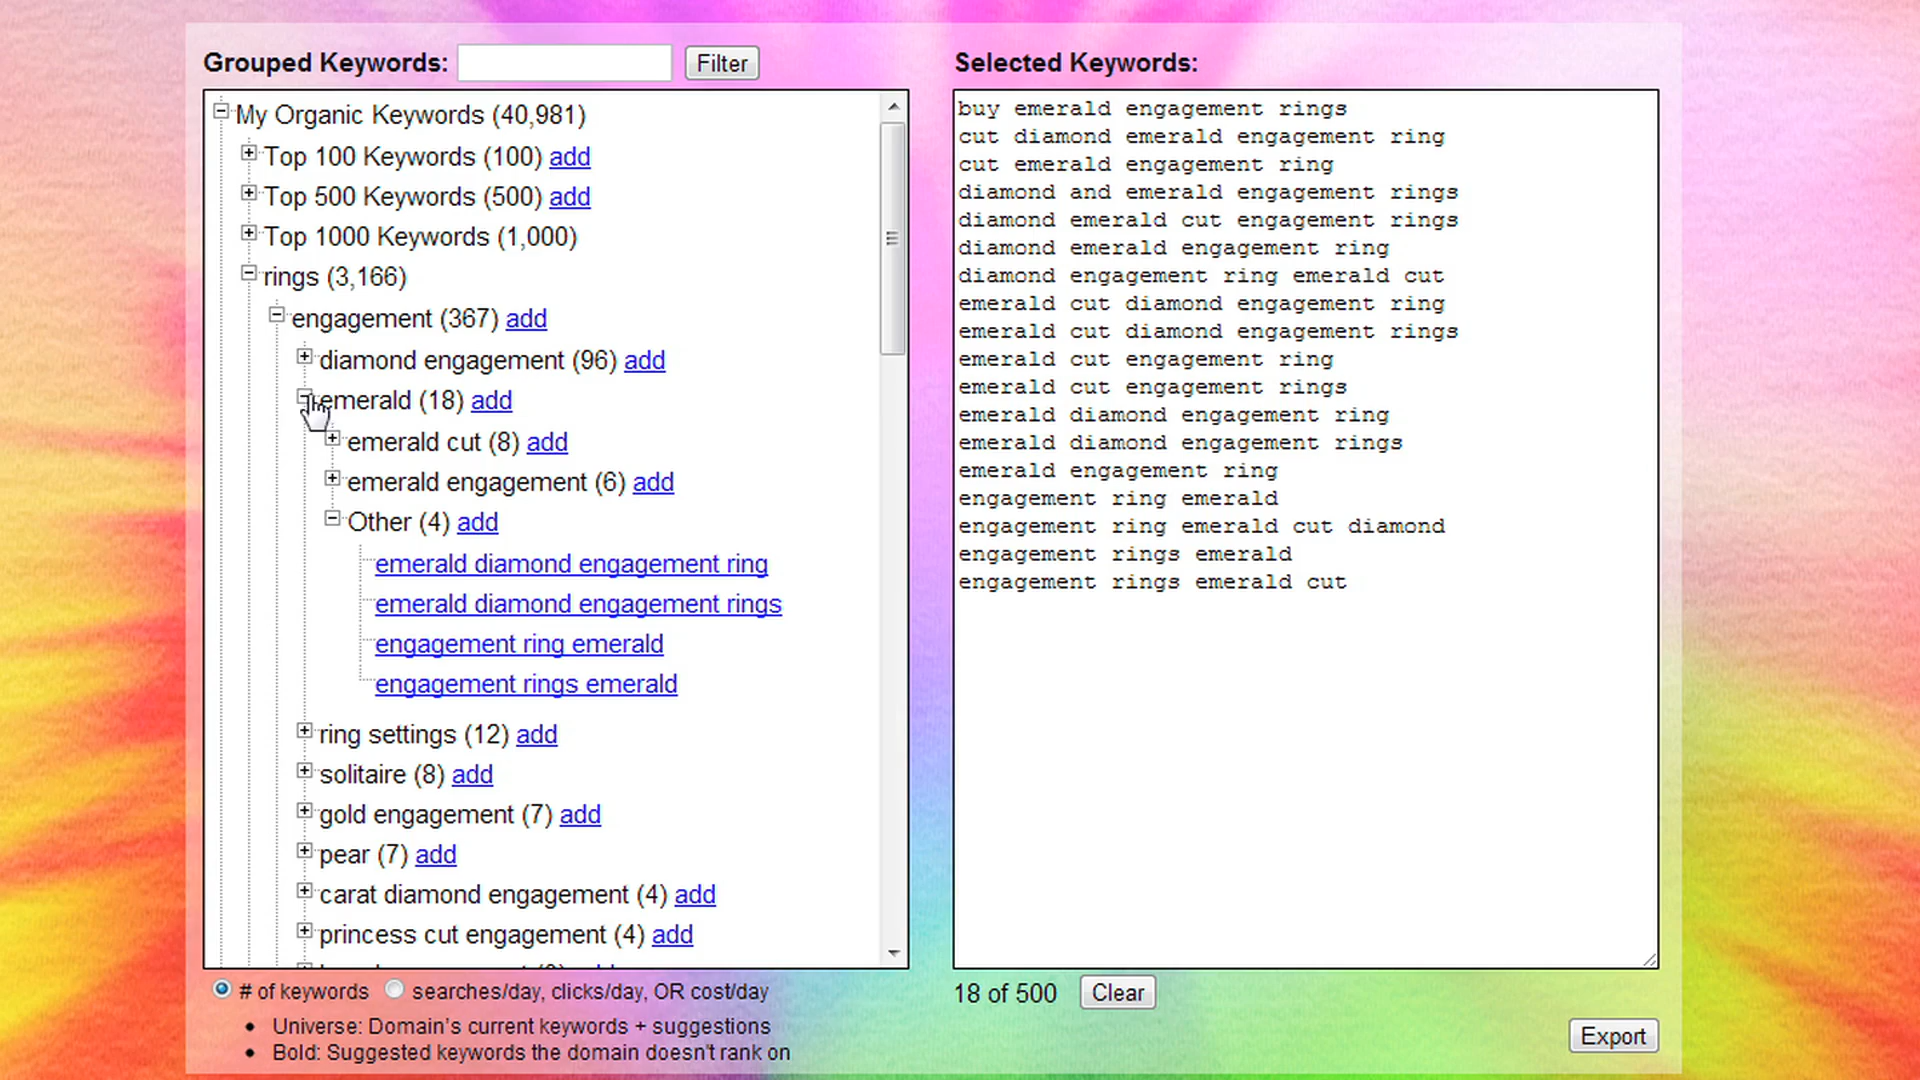 Grouped Keywords: Filter
My Organic Keywords (40,981)
Top 100 Keywords (100) add
Top 500 Keywords (500) add
Top 1000 Keywords (1,000)
rings (3,166)
engagement (367) add
diamond engagement (96) add
emerald (18) add
emerald cut (8) add
emerald engagement (6) add
Other (4) add
emerald diamond engagement ring
emerald diamond engagement rings
engagement ring emerald
engagement rings emerald
ring settings (12) add
solitaire (8) add
gold engagement (7) add
pear (7) add
carat diamond engagement (4) add
princess cut engagement (4) add
# of keywords searches/day, clicks/day, OR cost/day
• Universe: Domain's current keywords + suggestions
• Bold: Suggested keywords the domain doesn't rank on
Selected Keywords:
buy emerald engagement rings
cut diamond emerald engagement ring
cut emerald engagement ring
diamond and emerald engagement rings
diamond emerald cut engagement rings
diamond emerald engagement ring
diamond engagement ring emerald cut
emerald cut diamond engagement ring
emerald cut diamond engagement rings
emerald cut engagement ring
emerald cut engagement rings
emerald diamond engagement ring
emerald diamond engagement rings
emerald engagement ring
engagement ring emerald
engagement ring emerald cut diamond
engagement rings emerald
engagement rings emerald cut
18 of 500 Clear
Export